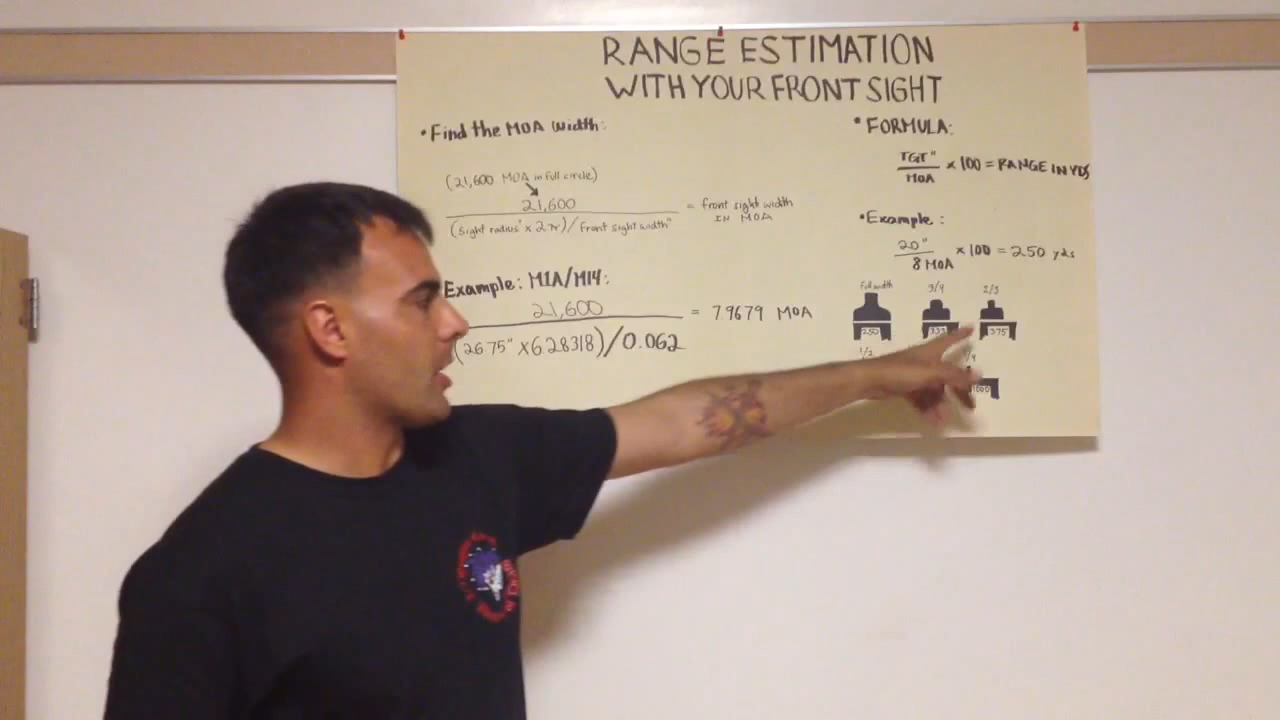 RANGE ESTIMATION
WITH YOUR FRONT SIGHT
• Find the MOA width:
(21,600 MOA in full circle)
21,600
(Sight radius" x 2π) / Front sight width"
= front sight width
IN MOA
Example: M1A/M14:
21,600
(26.75" x 6.28318) / 0.062
= 7.9679 MOA
• FORMULA:
TGT"
MOA
x 100 = RANGE IN YDS
• Example:
20"
8 MOA
x 100 = 250 yds
Full width
3/4
2/3
250
333
375
1/2